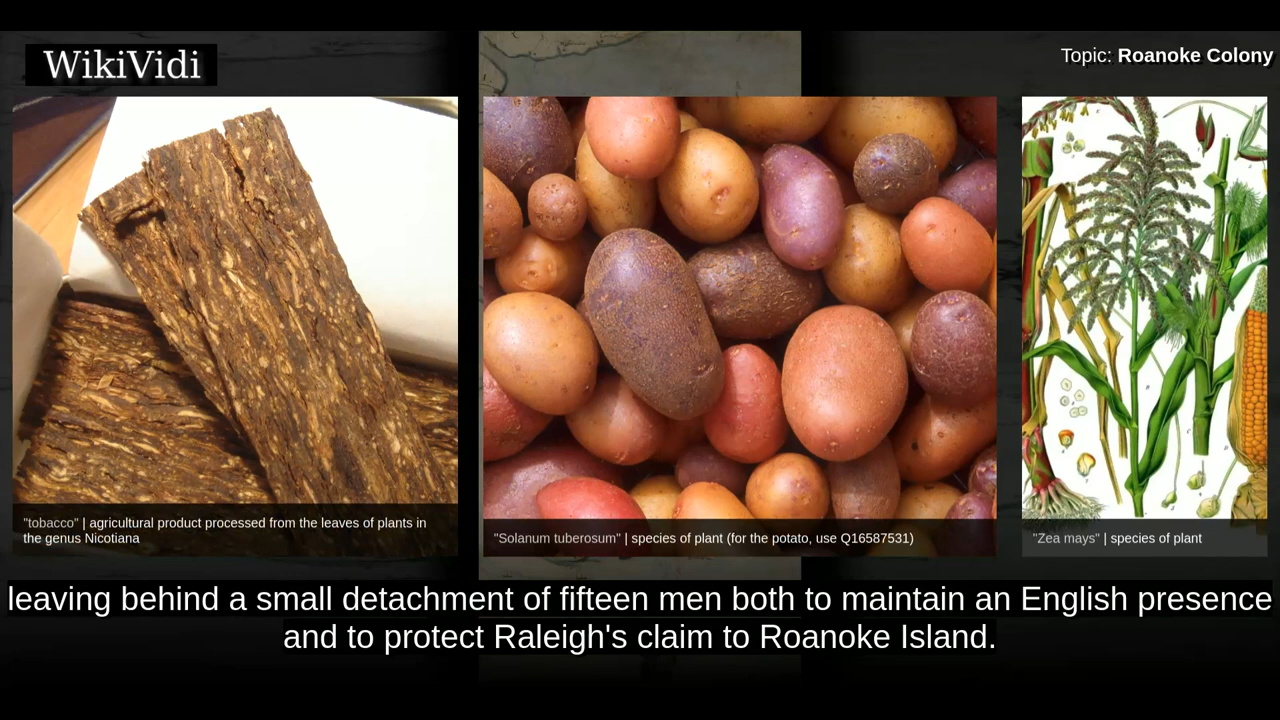 WikiVidi
Topic: Roanoke Colony
"tobacco" | agricultural product processed from the leaves of plants in
the genus Nicotiana
"Solanum tuberosum" | species of plant (for the potato, use Q16587531)
"Zea mays" | species of plant
leaving behind a small detachment of fifteen men both to maintain an English presence
and to protect Raleigh's claim to Roanoke Island.